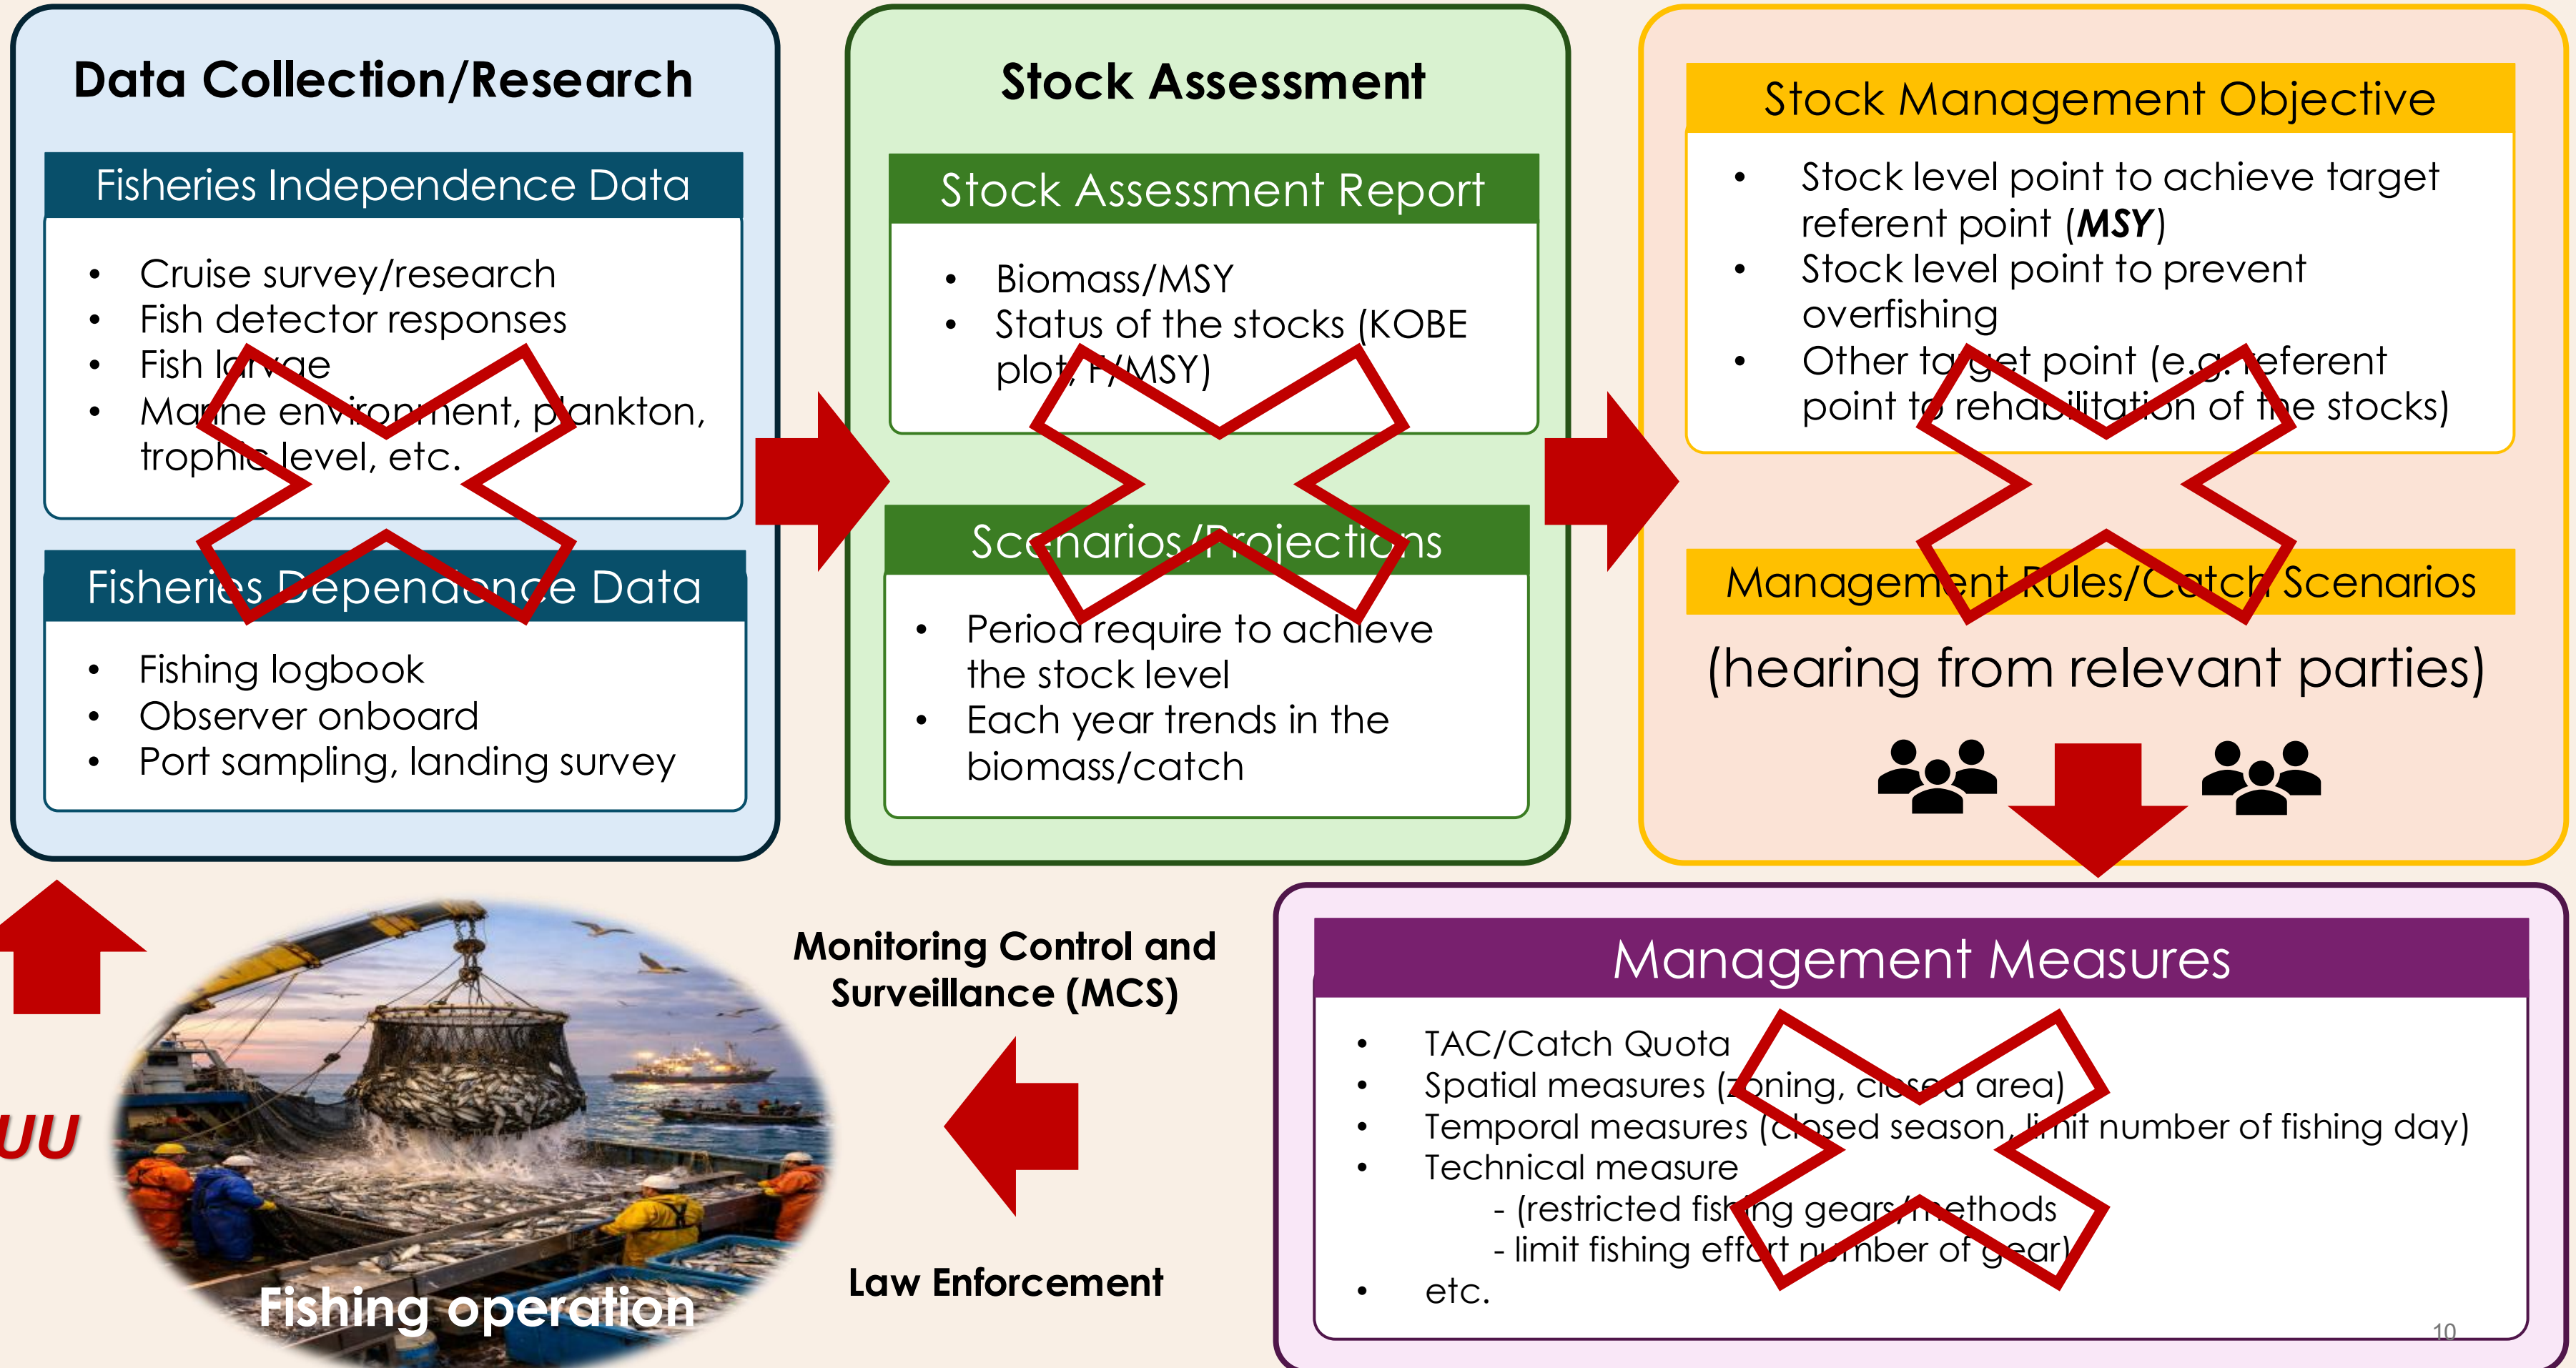 Data Collection/Research
Fisheries Independence Data
• Cruise survey/research
• Fish detector responses
• Fish larvae
• Marine environment, plankton,
trophic level, etc.
Fisheries Dependence Data
• Fishing logbook
• Observer onboard
• Port sampling, landing survey
Stock Assessment
Stock Assessment Report
• Biomass/MSY
• Status of the stocks (KOBE
plot, F/MSY)
Scenarios/Projections
• Period require to achieve
the stock level
• Each year trends in the
biomass/catch
Stock Management Objective
• Stock level point to achieve target
referent point (MSY)
• Stock level point to prevent
overfishing
• Other target point (e.g. referent
point to rehabilitation of the stocks)
Management Rules/Catch Scenarios
(hearing from relevant parties)
Management Measures
• TAC/Catch Quota
• Spatial measures (zoning, closed area)
• Temporal measures (closed season, limit number of fishing day)
• Technical measure
- (restricted fishing gears/methods
- limit fishing effort number of gear)
• etc.
Monitoring Control and
Surveillance (MCS)
Law Enforcement
Fishing operation
UU
10